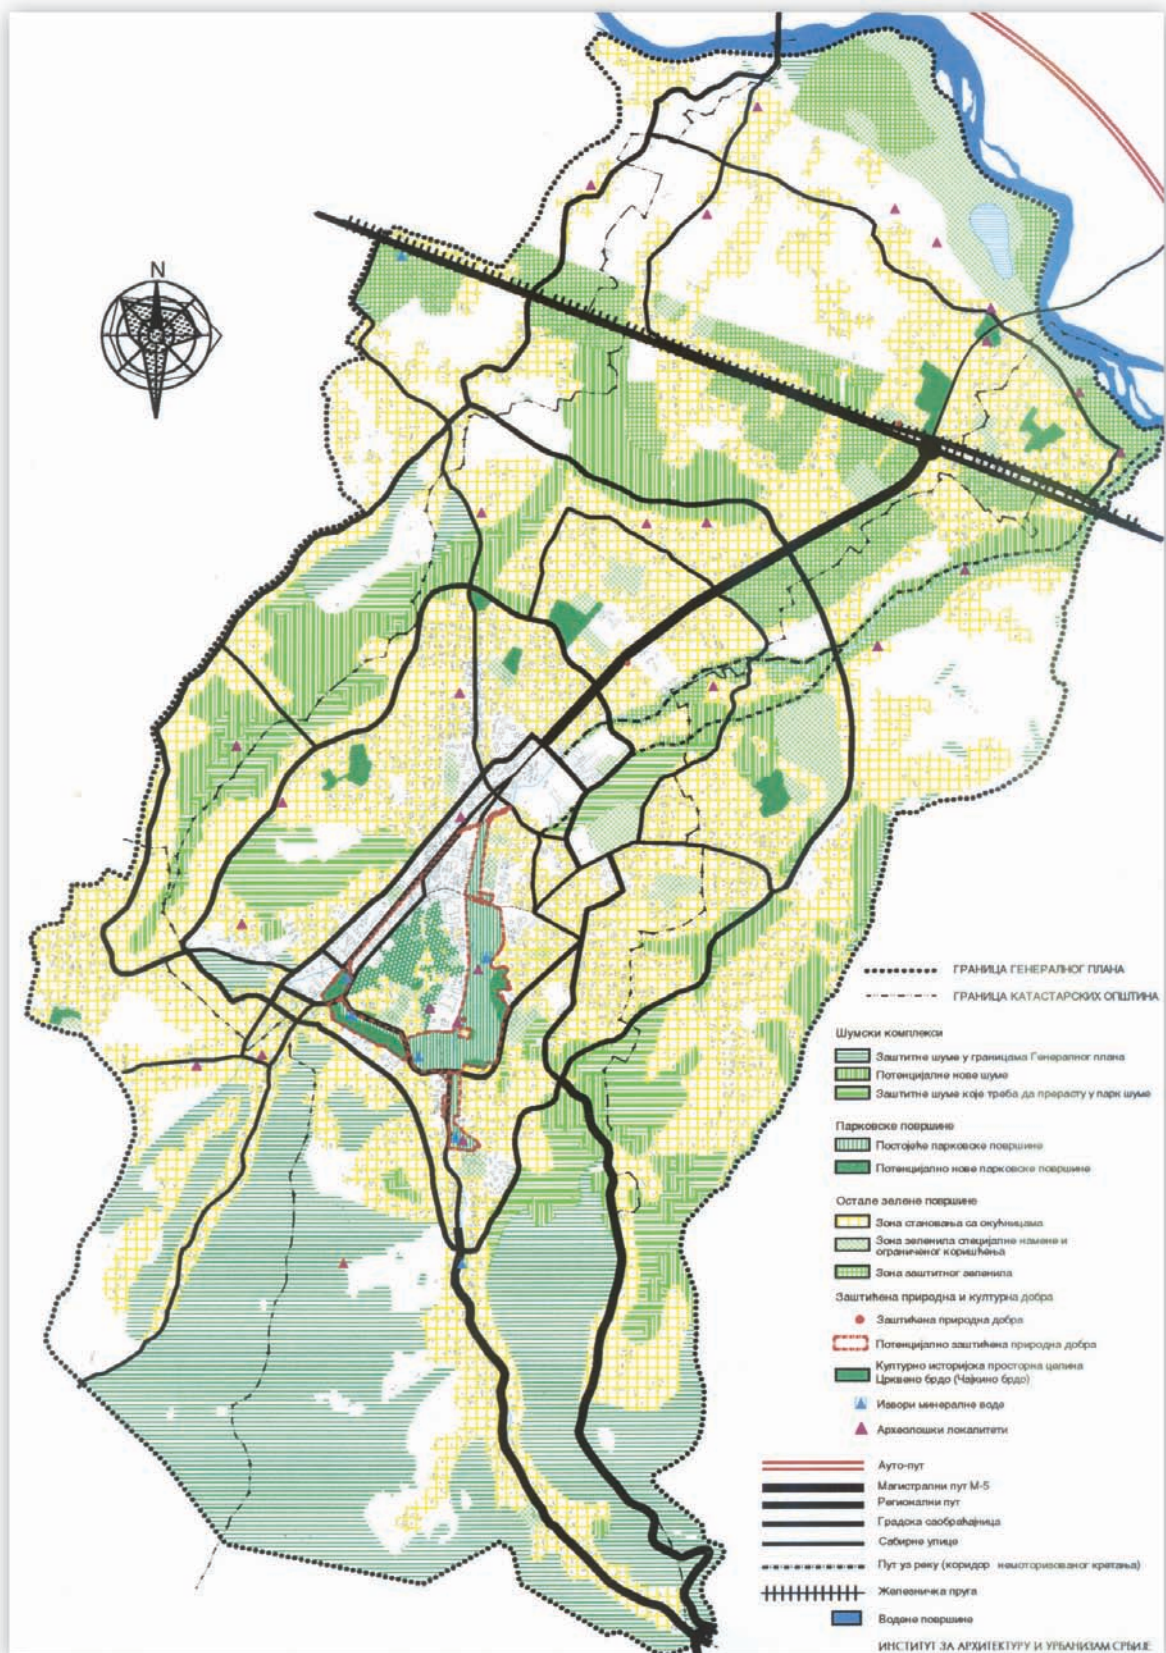 N
ГРАНИЦА ГЕНЕРАЛНОГ ПЛАНА
ГРАНИЦА КАТАСТАРСКИХ ОПШТИНА
Шумски комплекси
Заштитне шуме у границама Генералног плана
Потенцијалне нове шуме
Заштитне шуме које треба да прерасту у парк шуме
Парковске површине
Постојеће парковске површине
Потенцијално нове парковске површине
Остале зелене површине
Зона становања са окућницама
Зона зеленила специјалне намене и
ограниченог коришћења
Зона заштитног зеленила
Заштићена природна и културна добра
Заштићена природна добра
Потенцијално заштићена природна добра
Културно историјска просторна целина
Црквено брдо (Чајкино брдо)
Извори минералне воде
Археолошки локалитети
Ауто-пут
Магистрални пут М-5
Регионални пут
Градска саобраћајница
Сабирне улице
Пут уз реку (коридор немоторизованог кретања)
Железничка пруга
Водене површине
ИНСТИТУТ ЗА АРХИТЕКТУРУ И УРБАНИЗАМ СРБИЈЕ